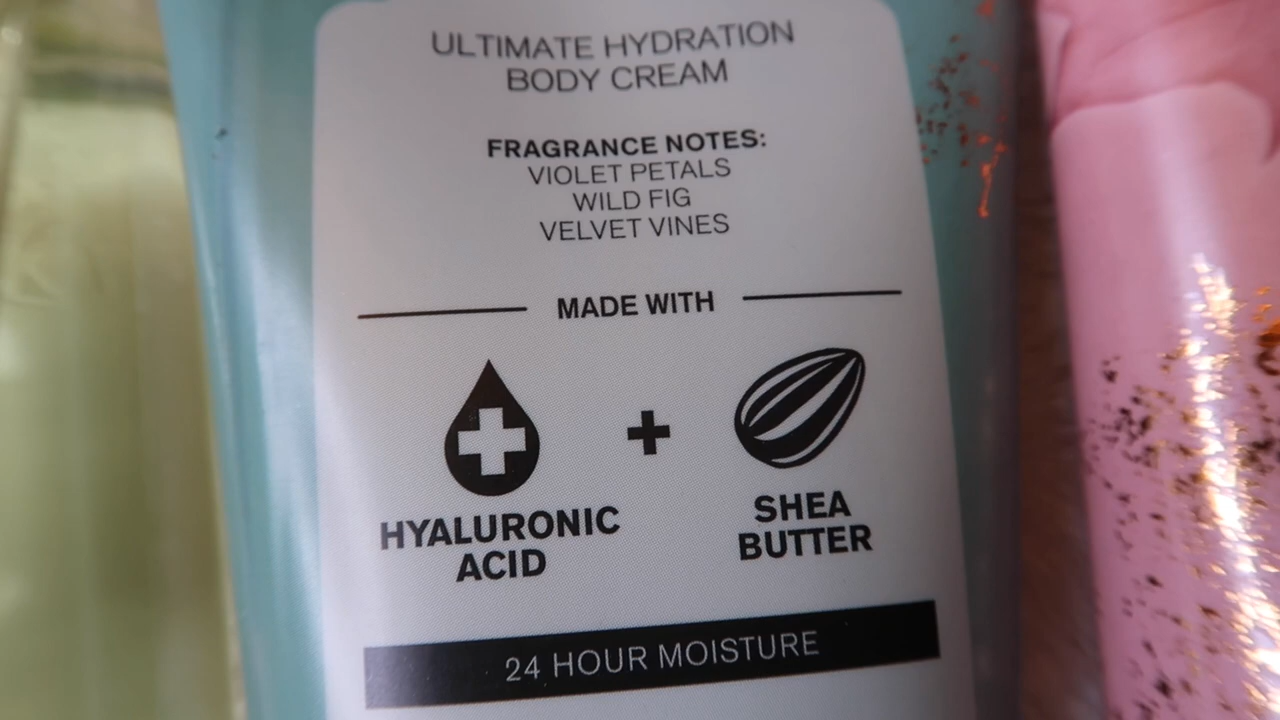 ULTIMATE HYDRATION
BODY CREAM
FRAGRANCE NOTES:
VIOLET PETALS
WILD FIG
VELVET VINES
MADE WITH
+
HYALURONIC
ACID
SHEA
BUTTER
24 HOUR MOISTURE